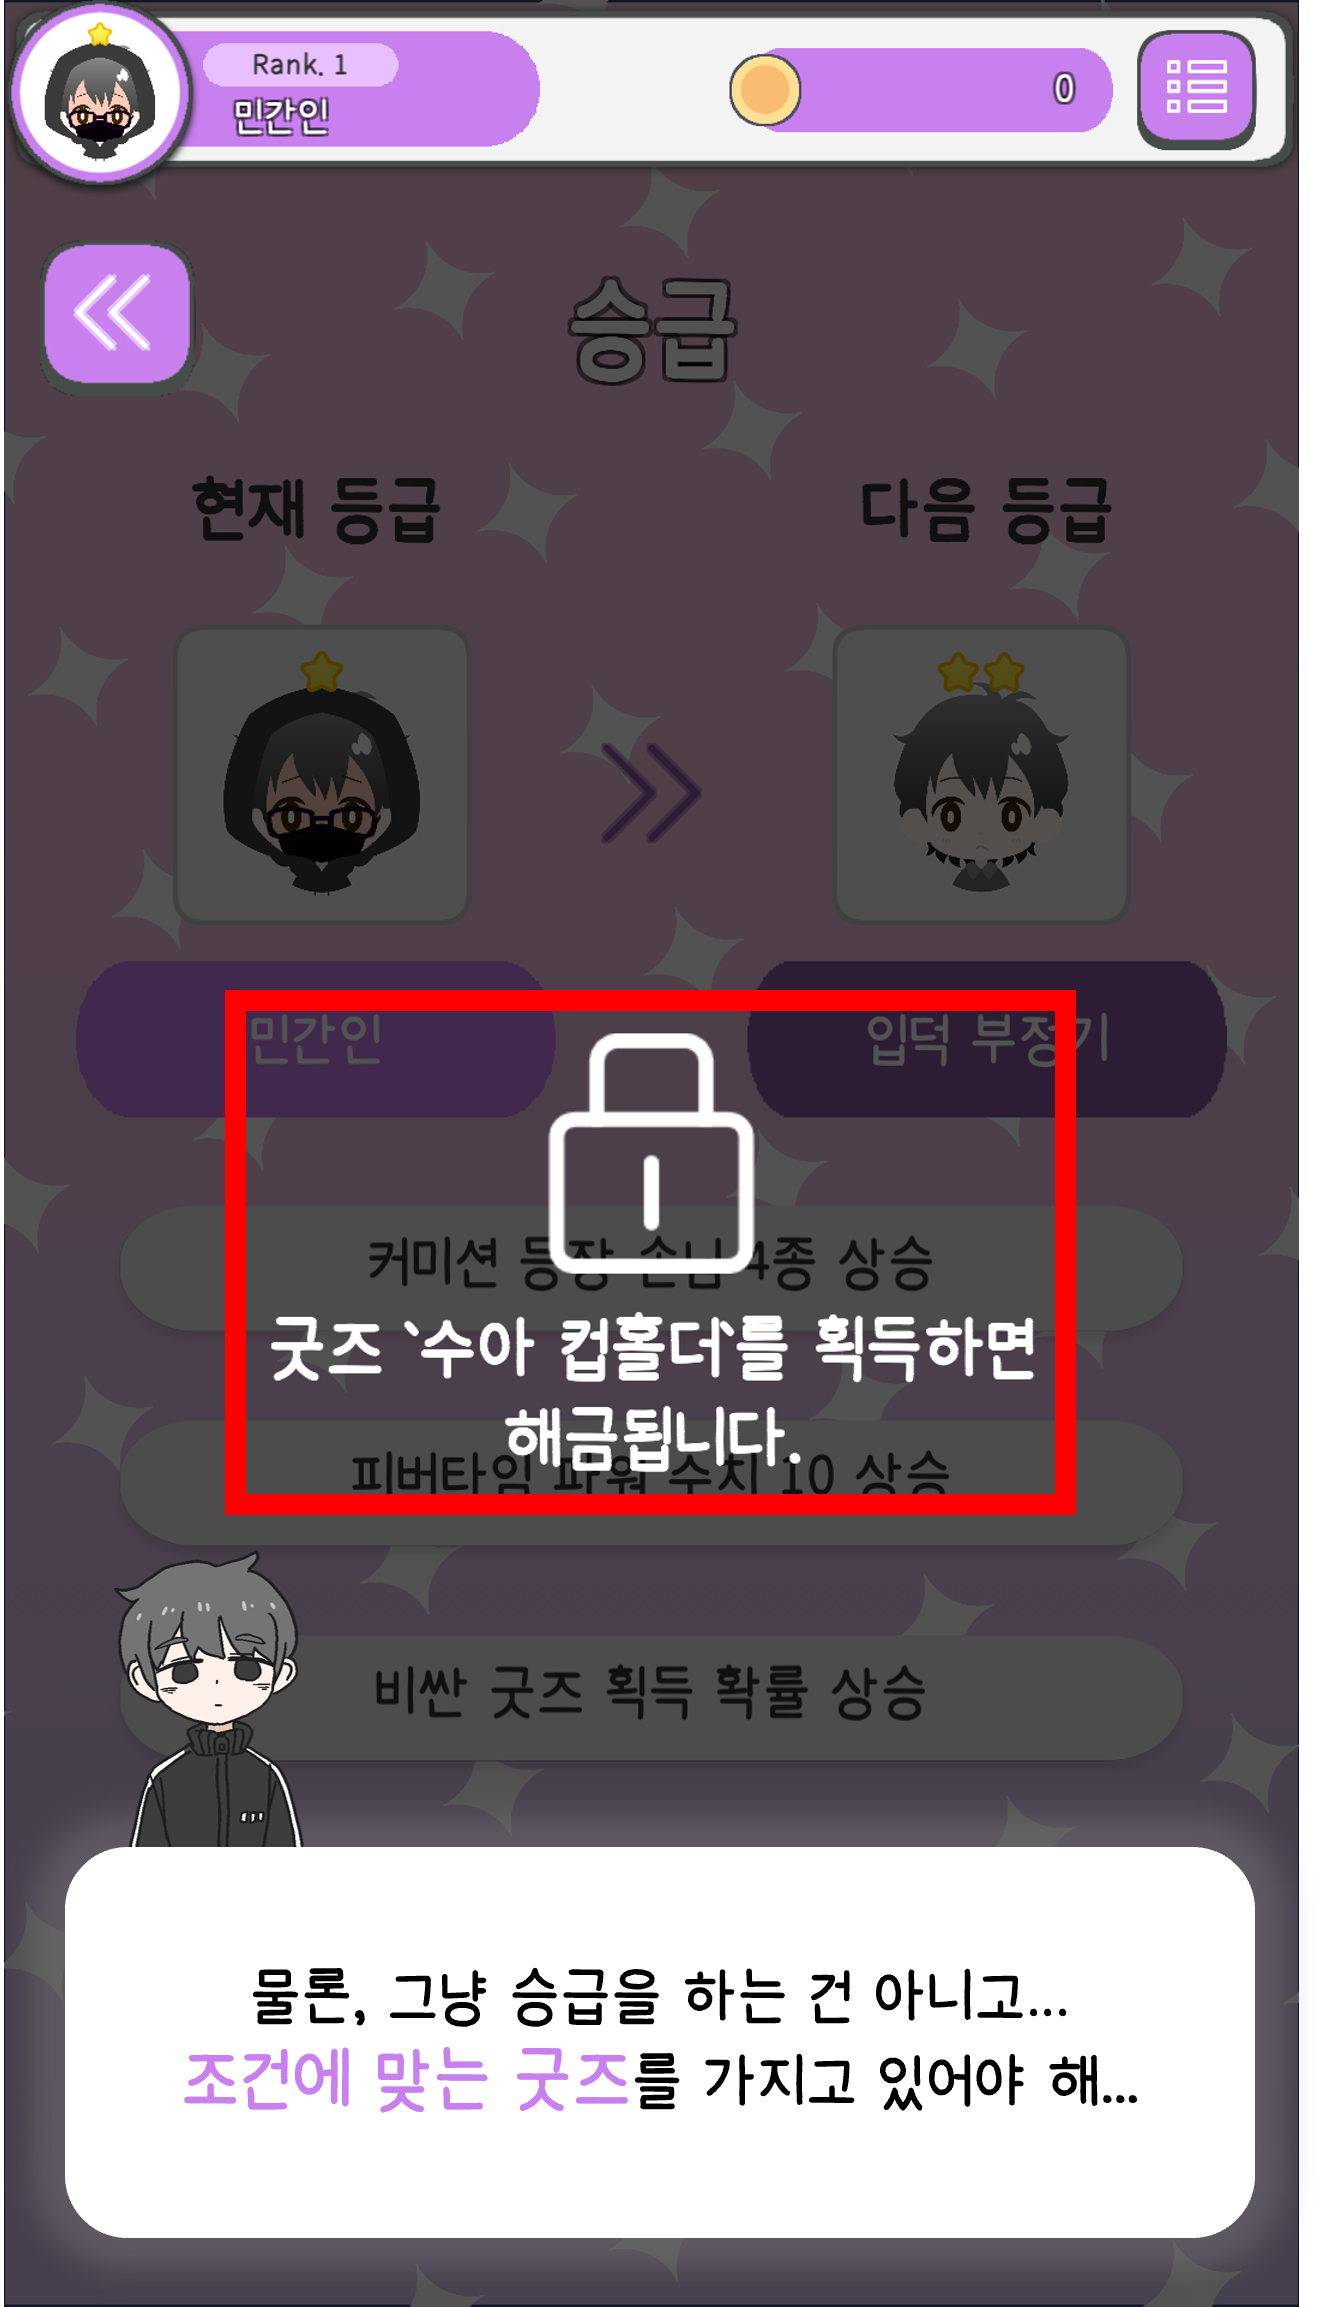 Rank. 1
민간인
0
승급
현재 등급
다음 등급
민간인
입덕 부정기
커미션 등장 손님 4종 상승
굿즈 `수아 컵홀더`를 획득하면
해금됩니다.
피버타임 파워 수치 10 상승
비싼 굿즈 획득 확률 상승
물론, 그냥 승급을 하는 건 아니고...
조건에 맞는 굿즈를 가지고 있어야 해...